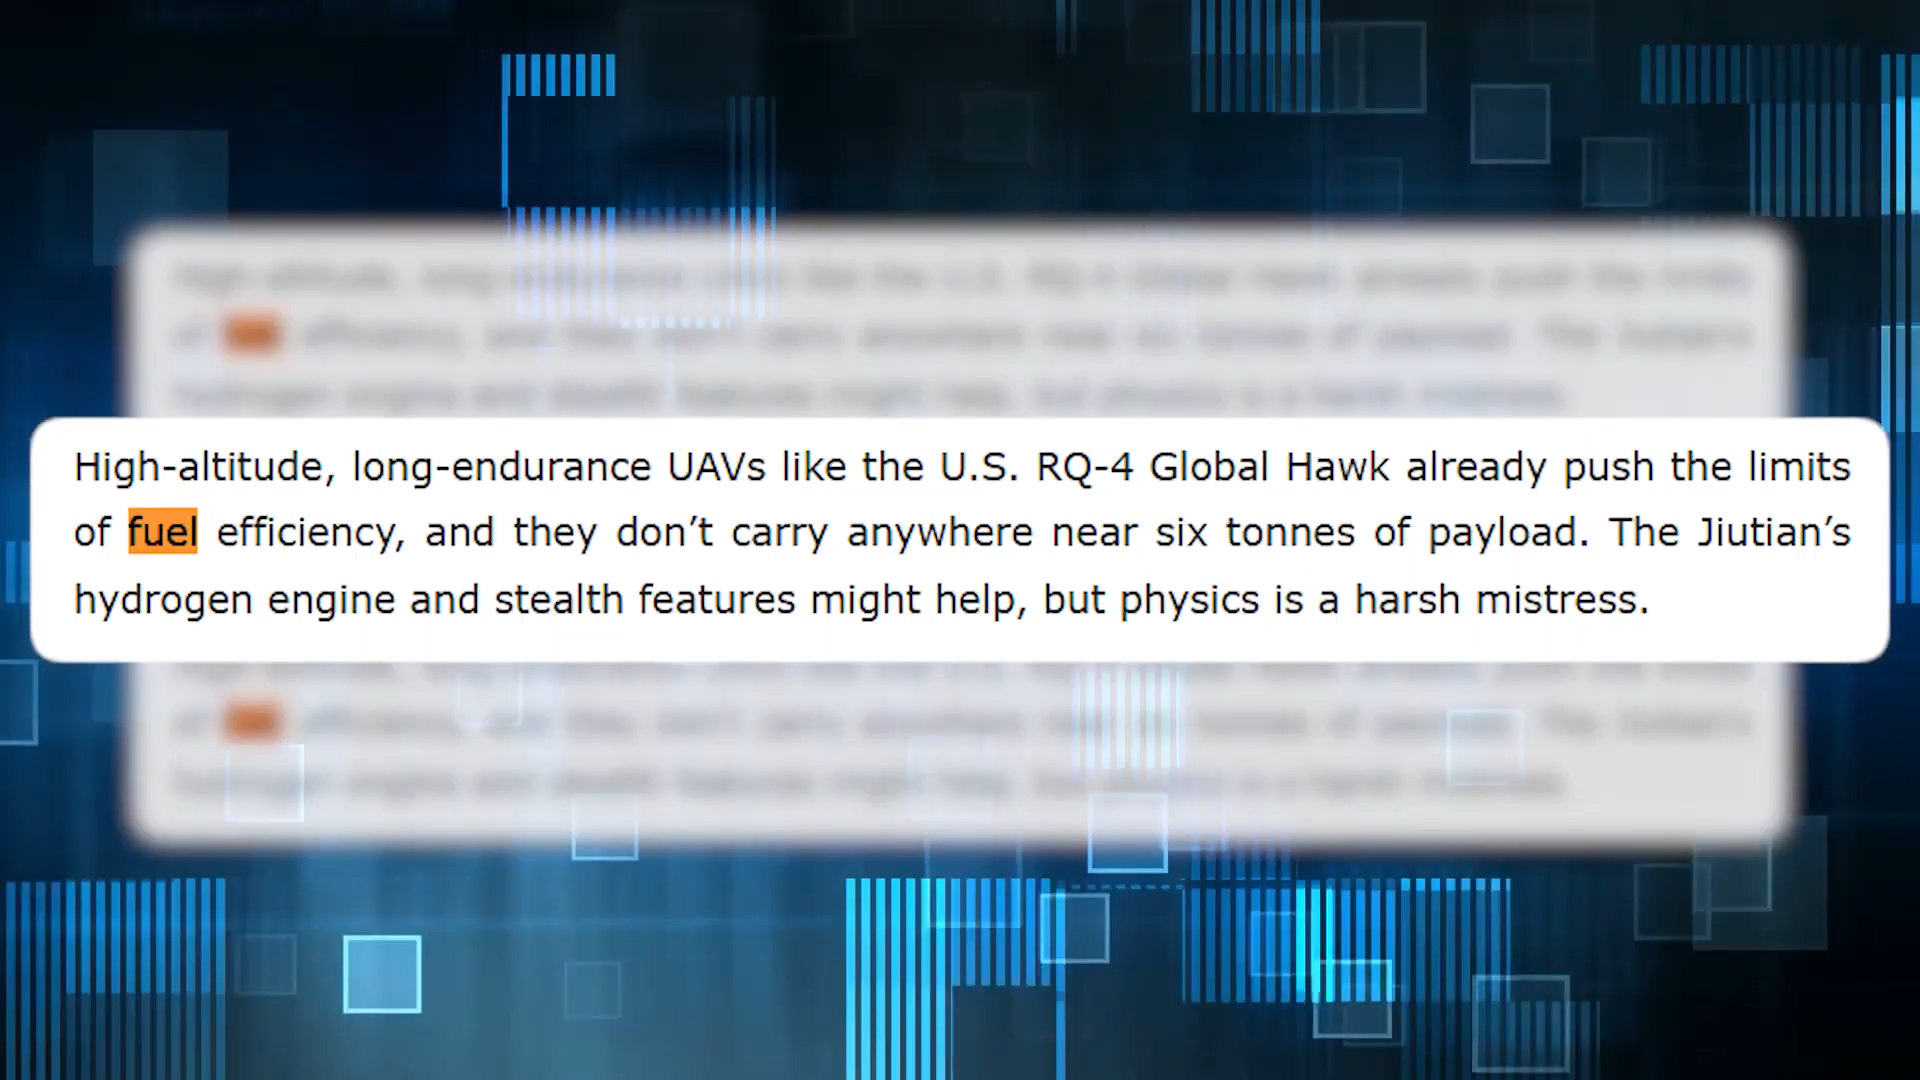 High-altitude, long-endurance UAVs like the U.S. RQ-4 Global Hawk already push the limits
of fuel efficiency, and they don’t carry anywhere near six tonnes of payload. The Jiutian’s
hydrogen engine and stealth features might help, but physics is a harsh mistress.